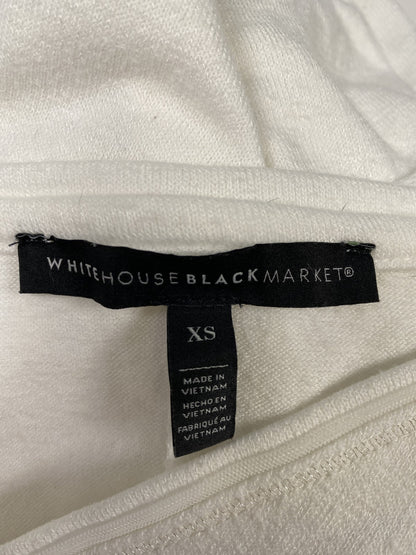 WHITEHOUSEBLACKMARKET®
XS
MADE IN
VIETNAM
HECHO EN
VIETNAM
FABRIQUÉ AU
VIETNAM